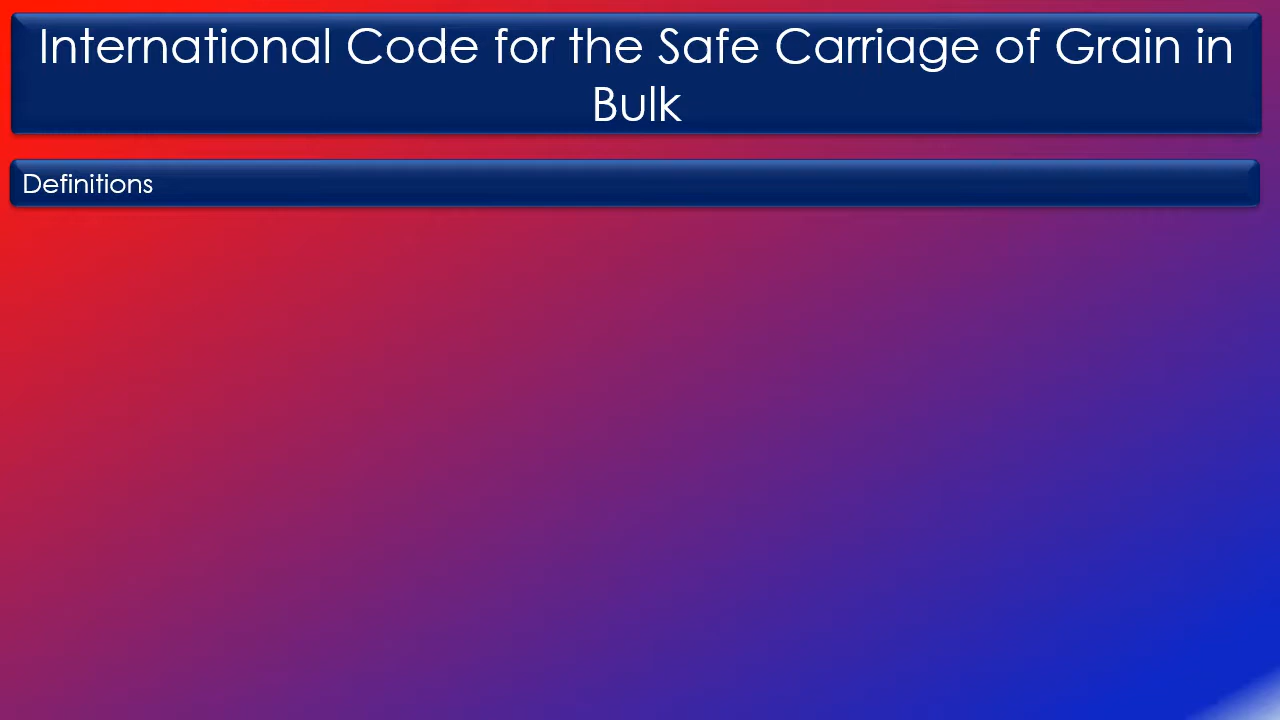 International Code for the Safe Carriage of Grain in
Bulk
Definitions